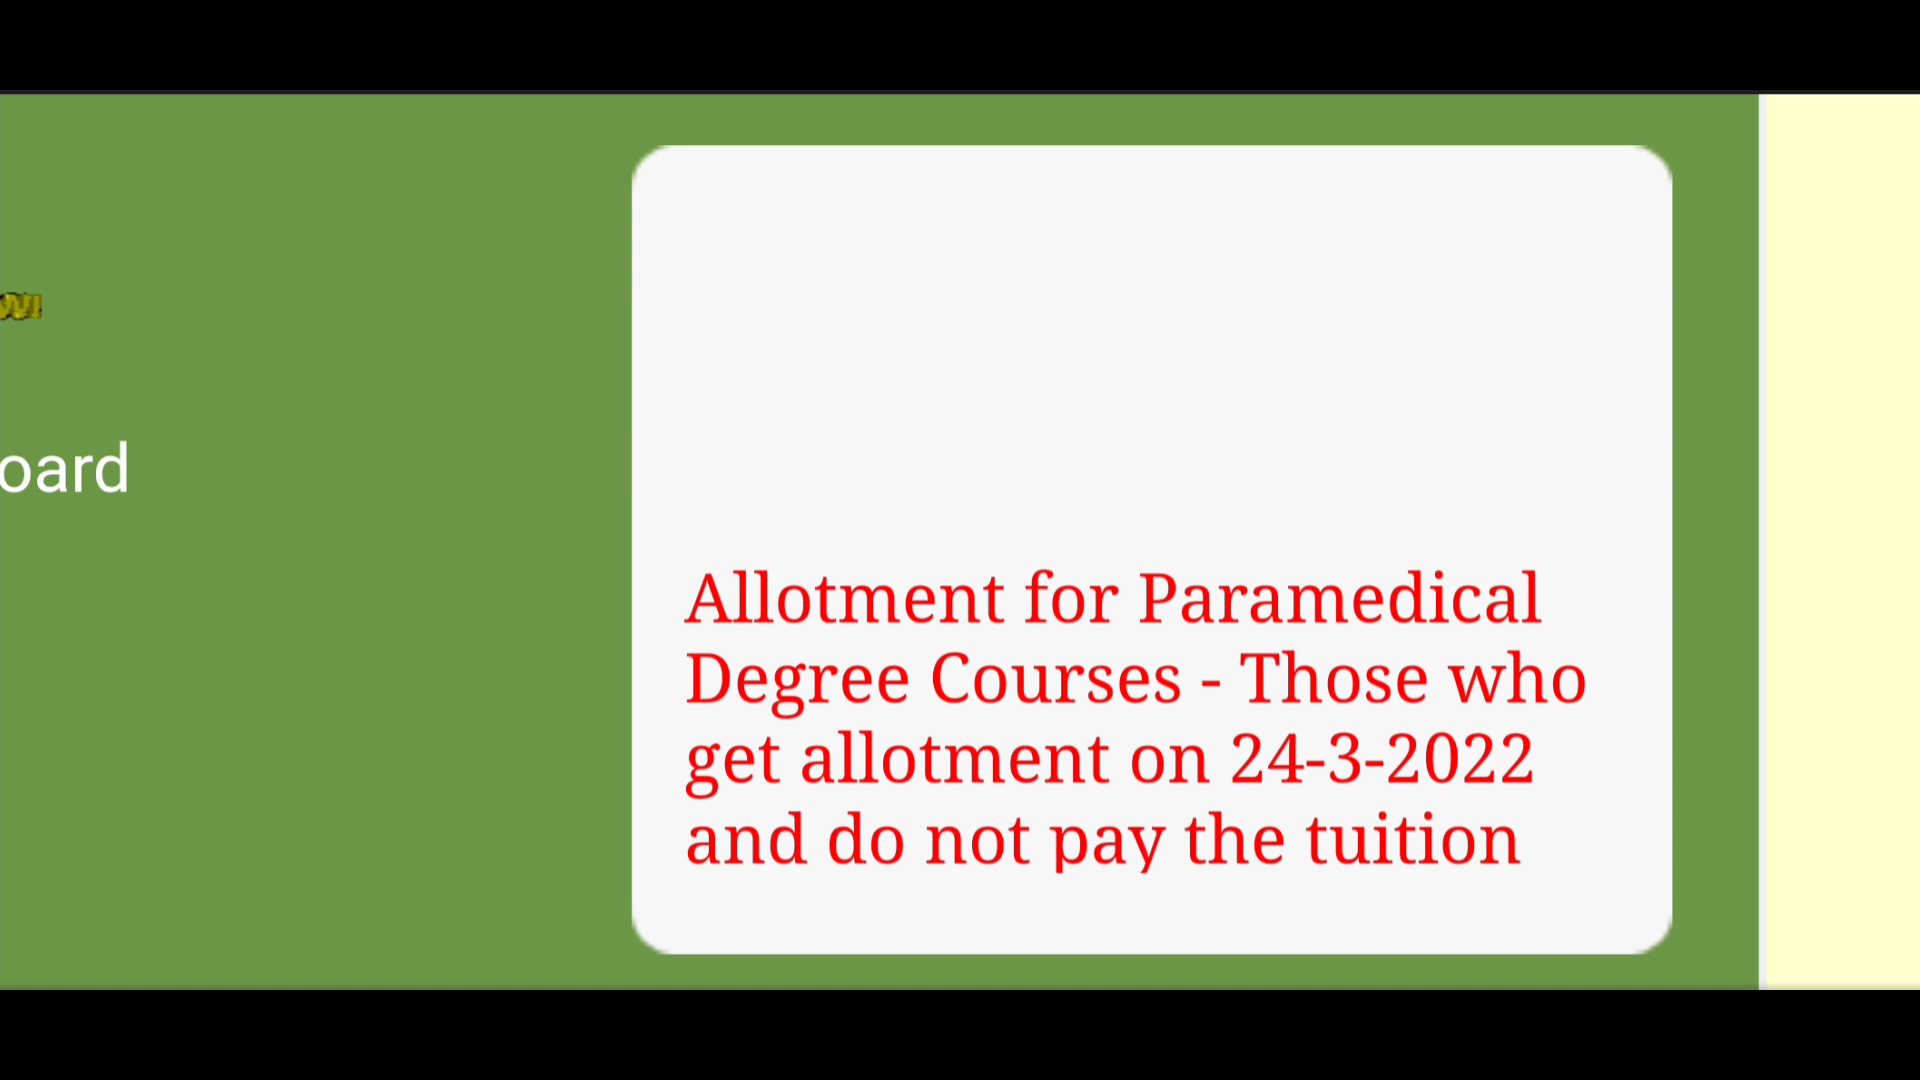 oard
Allotment for Paramedical
Degree Courses - Those who
get allotment on 24-3-2022
and do not pay the tuition